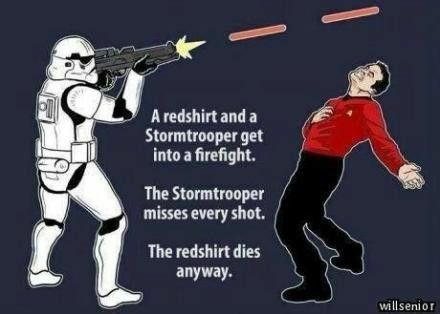 A redshirt and a
Stormtrooper get
into a firefight.
The Stormtrooper
misses every shot.
The redshirt dies
anyway.
willsenior